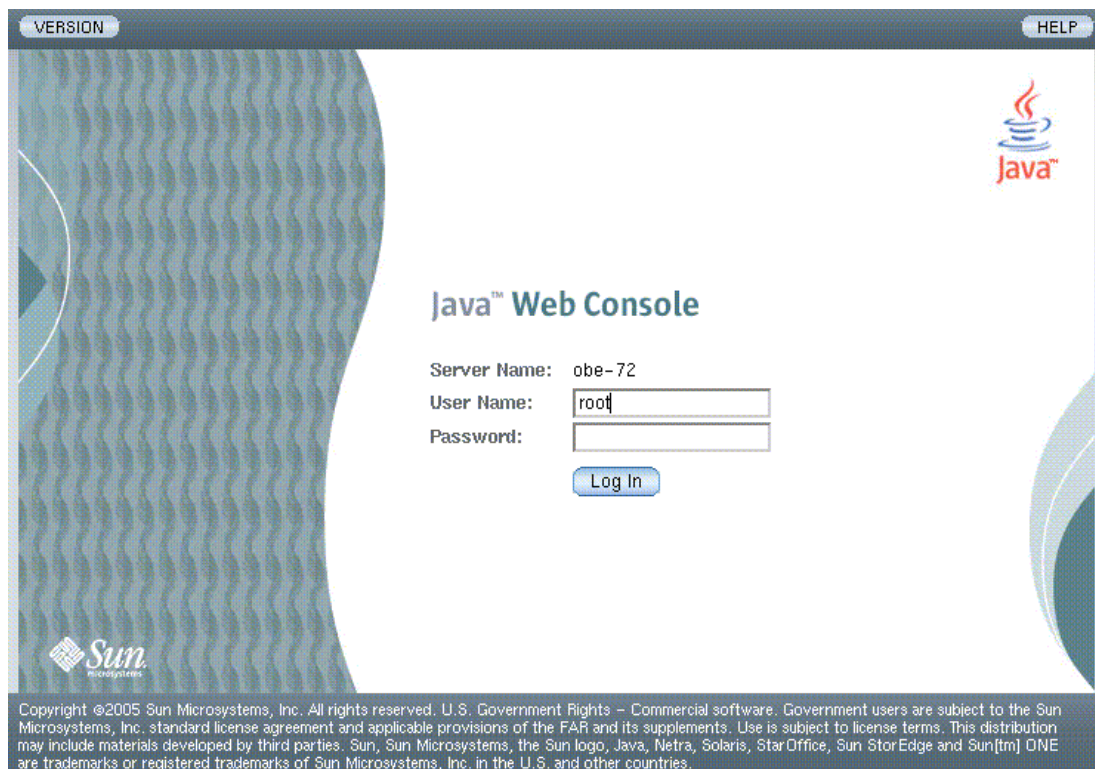 VERSION
HELP
Java™
Java™ Web Console
Server Name: obe-72
User Name: root
Password:
Log In
Sun
microsystems
Copyright ©2005 Sun Microsystems, Inc. All rights reserved. U.S. Government Rights – Commercial software. Government users are subject to the Sun
Microsystems, Inc. standard license agreement and applicable provisions of the FAR and its supplements. Use is subject to license terms. This distribution
may include materials developed by third parties. Sun, Sun Microsystems, the Sun logo, Java, Netra, Solaris, StarOffice, Sun StorEdge and Sun[tm] ONE
are trademarks or registered trademarks of Sun Microsystems, Inc. in the U.S. and other countries.